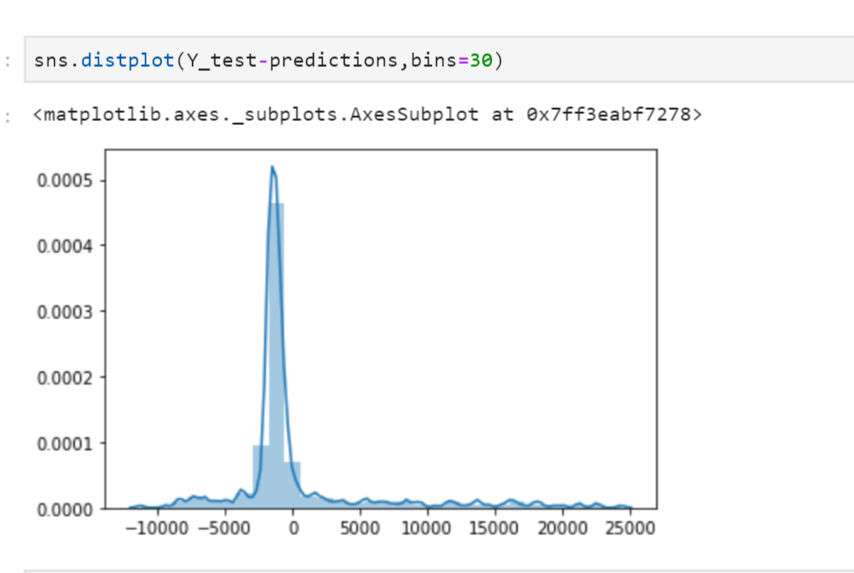 : sns.distplot(Y_test-predictions,bins=30)
: <matplotlib.axes._subplots.AxesSubplot at 0x7ff3eabf7278>
0.0005
0.0004
0.0003
0.0002
0.0001
0.0000
−10000 −5000 0 5000 10000 15000 20000 25000